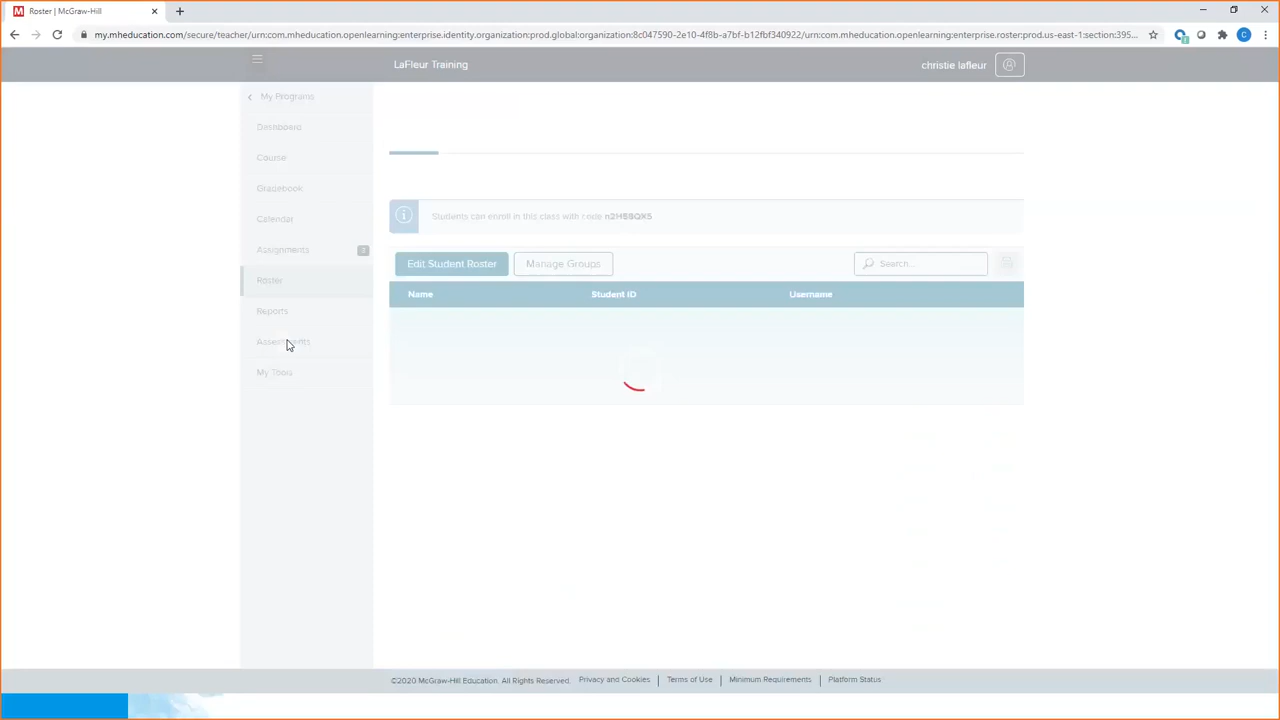 Roster | McGraw-Hill
my.mheducation.com/secure/teacher/urn:com.mheducation.openlearning:enterprise.identity.organization:prod.global:organization:8c047590-2e10-4f8b-a7bf-b12fbf340922/urn:com.mheducation.openlearning:enterprise.roster:prod.us-east-1:section:395...
C
LaFleur Training
christie lafleur
My Programs
Dashboard
Course
Gradebook
Calendar
Assignments
Roster
Reports
Assessments
My Tools
Students can enroll in this class with code
Edit Student Roster
Manage Groups
Search...
Name
Student ID
Username
©2020 McGraw-Hill Education. All Rights Reserved.
Privacy and Cookies
Terms of Use
Minimum Requirements
Platform Status